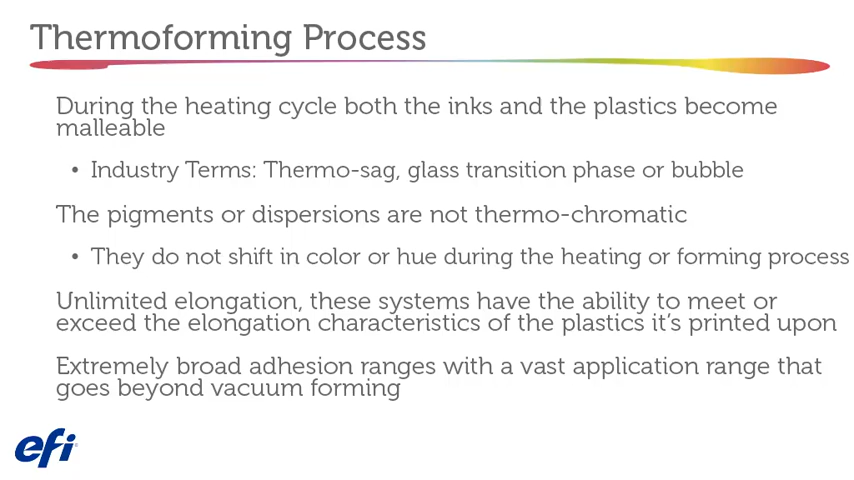 Thermoforming Process
During the heating cycle both the inks and the plastics become
malleable
• Industry Terms: Thermo-sag, glass transition phase or bubble
The pigments or dispersions are not thermo-chromatic
• They do not shift in color or hue during the heating or forming process
Unlimited elongation, these systems have the ability to meet or
exceed the elongation characteristics of the plastics it's printed upon
Extremely broad adhesion ranges with a vast application range that
goes beyond vacuum forming
efi